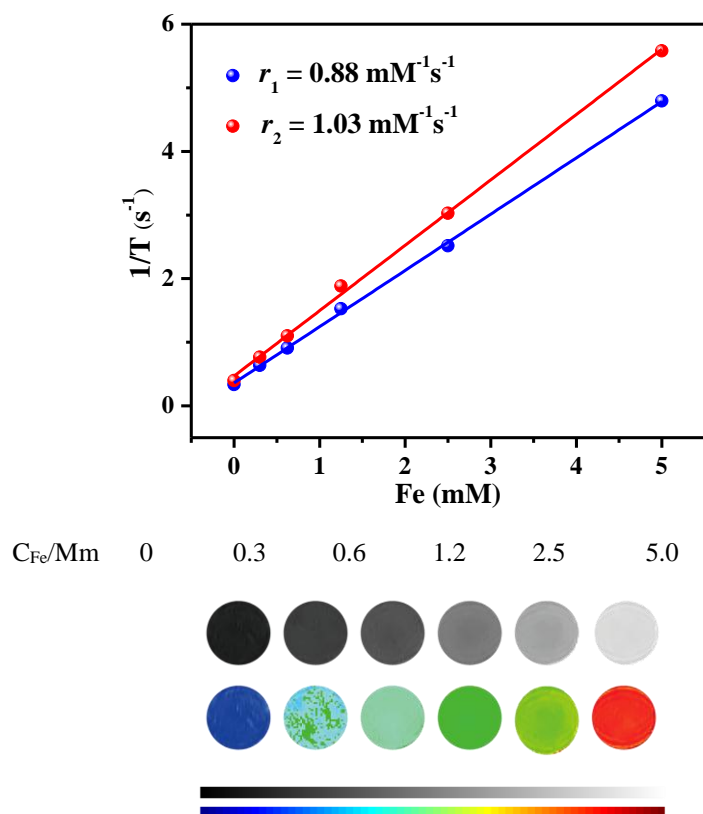 6
r₁ = 0.88 mM⁻¹s⁻¹
r₂ = 1.03 mM⁻¹s⁻¹
4
2
0
1/T (s⁻¹)
0 1 2 3 4 5
Fe (mM)
C_Fe/Mm 0 0.3 0.6 1.2 2.5 5.0